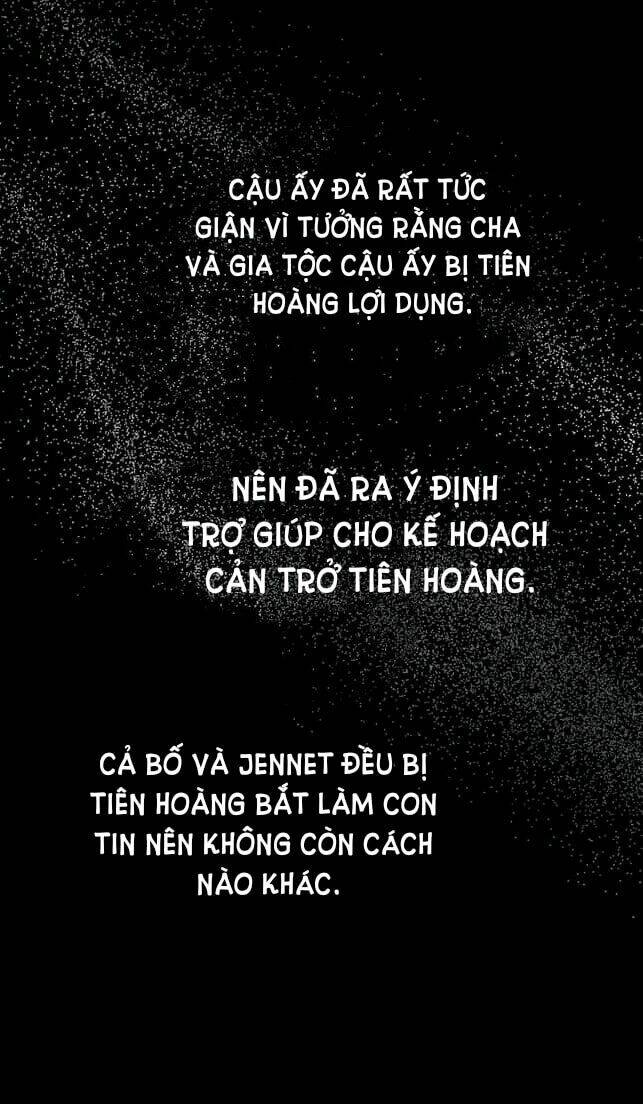 CẬU ẤY ĐÃ RẤT TỨC
GIẬN VÌ TƯỞNG RẰNG CHA
VÀ GIA TỘC CẬU ẤY BỊ TIÊN
HOÀNG LỢI DỤNG.
NÊN ĐÃ RA Ý ĐỊNH
TRỢ GIÚP CHO KẾ HOẠCH
CẢN TRỞ TIÊN HOÀNG.
CẢ BỐ VÀ JENNET ĐỀU BỊ
TIÊN HOÀNG BẮT LÀM CON
TIN NÊN KHÔNG CÒN CÁCH
NÀO KHÁC.